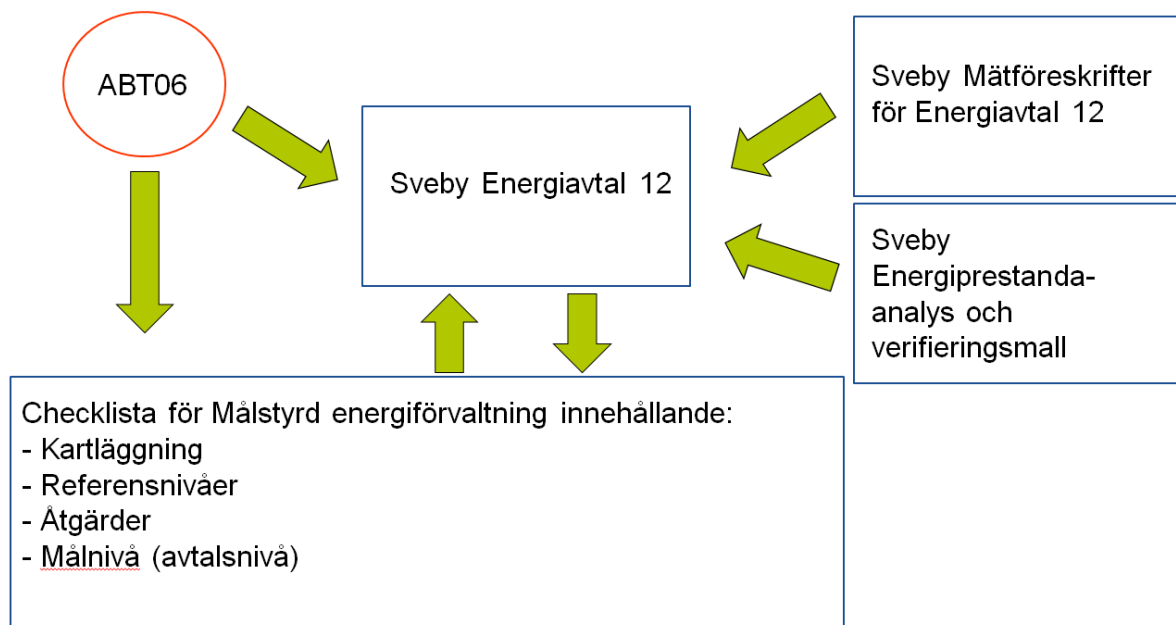 ABT06
Sveby Energiavtal 12
Sveby Mätföreskrifter
för Energiavtal 12
Sveby
Energiprestanda-
analys och
verifieringsmall
Checklista för Målstyrd energiförvaltning innehållande:
- Kartläggning
- Referensnivåer
- Åtgärder
- Målnivå (avtalsnivå)